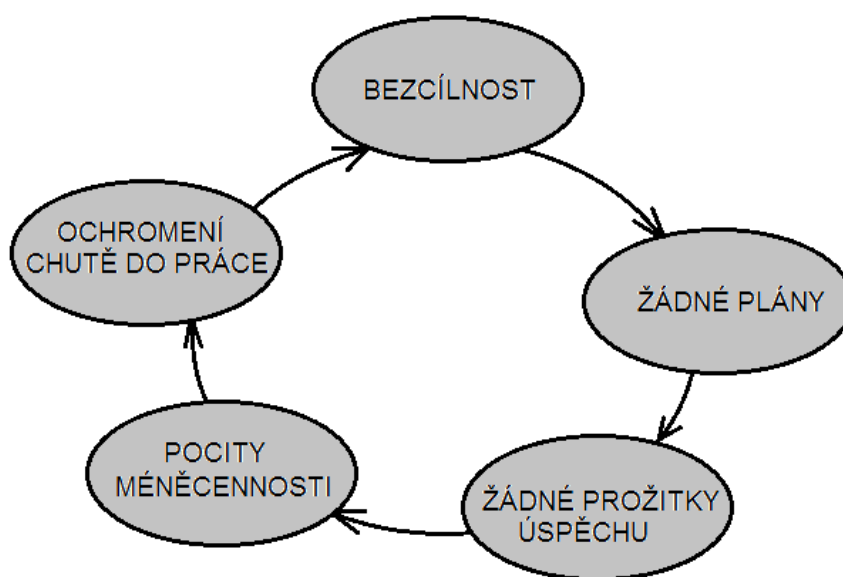 BEZCÍLNOST
ŽÁDNÉ PLÁNY
ŽÁDNÉ PROŽITKY
ÚSPĚCHU
POCITY
MÉNĚCENNOSTI
OCHROMENÍ
CHUTĚ DO PRÁCE